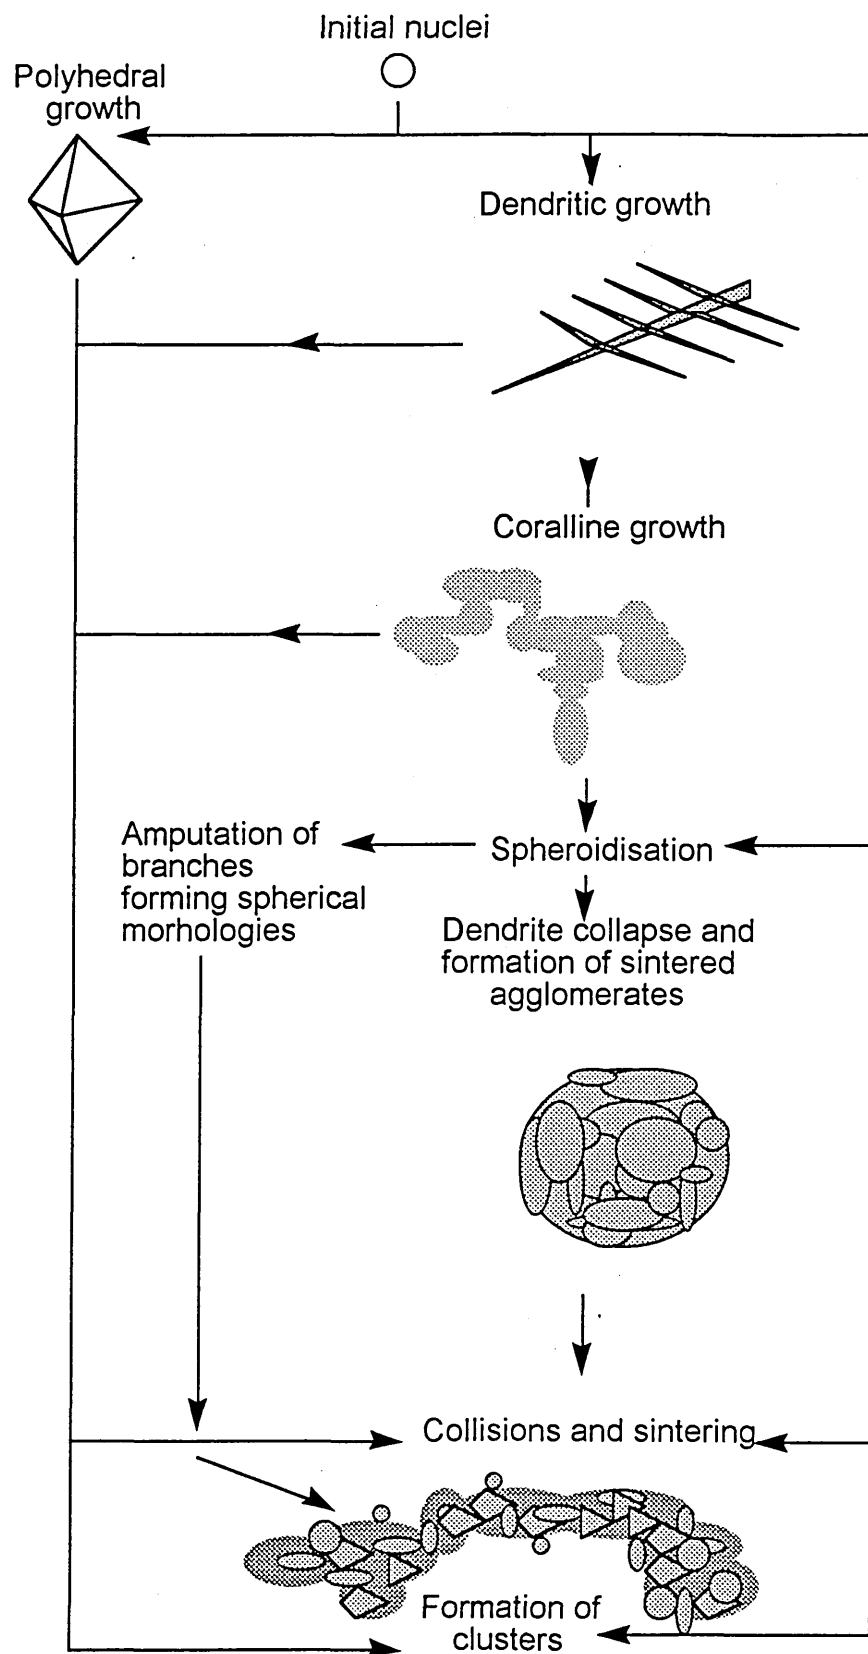 Initial nuclei
Polyhedral
growth
Dendritic growth
Coralline growth
Amputation of
branches
forming spherical
morhologies
Spheroidisation
Dendrite collapse and
formation of sintered
agglomerates
Collisions and sintering
Formation of
clusters